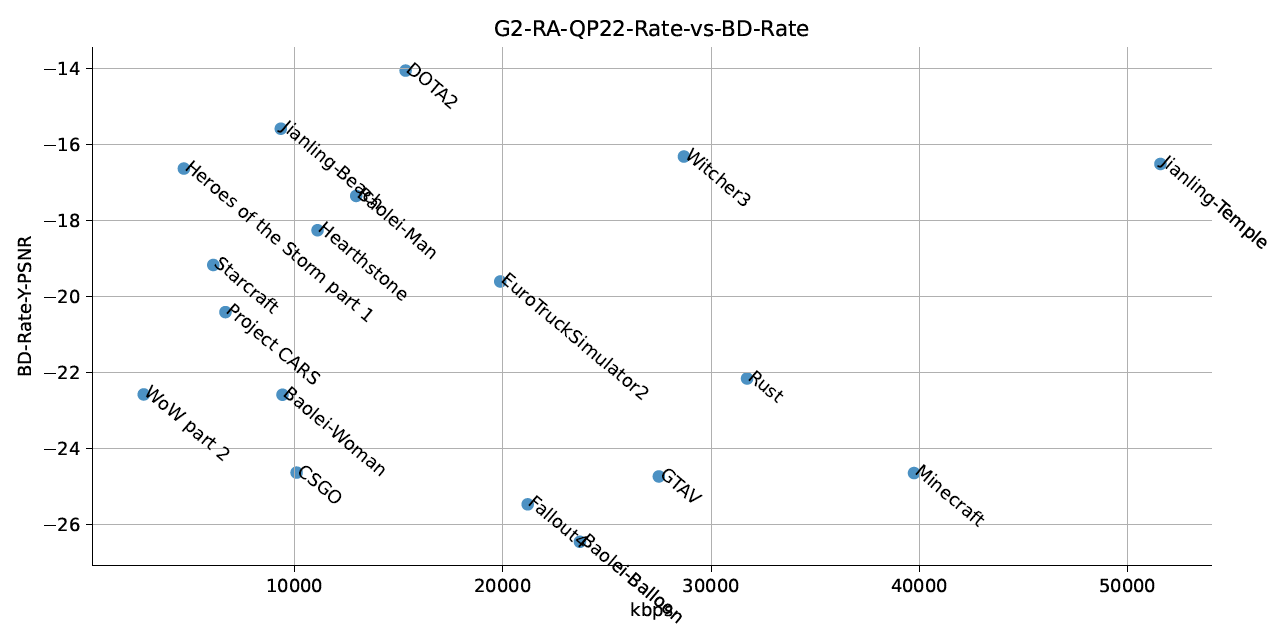 G2-RA-QP22-Rate-vs-BD-Rate
−14
−16
−18
−20
−22
−24
−26
BD-Rate-Y-PSNR
DOTA2
Jianling-Beach
Witcher3
Jianling-Temple
Heroes of the Storm part 1
Baolei-Man
Hearthstone
Starcraft
EuroTruckSimulator2
Project CARS
Rust
WoW part 2
Baolei-Woman
CSGO
GTAV
Minecraft
Fallout4
Baolei-Balloon
10000
20000
30000
40000
50000
kbps